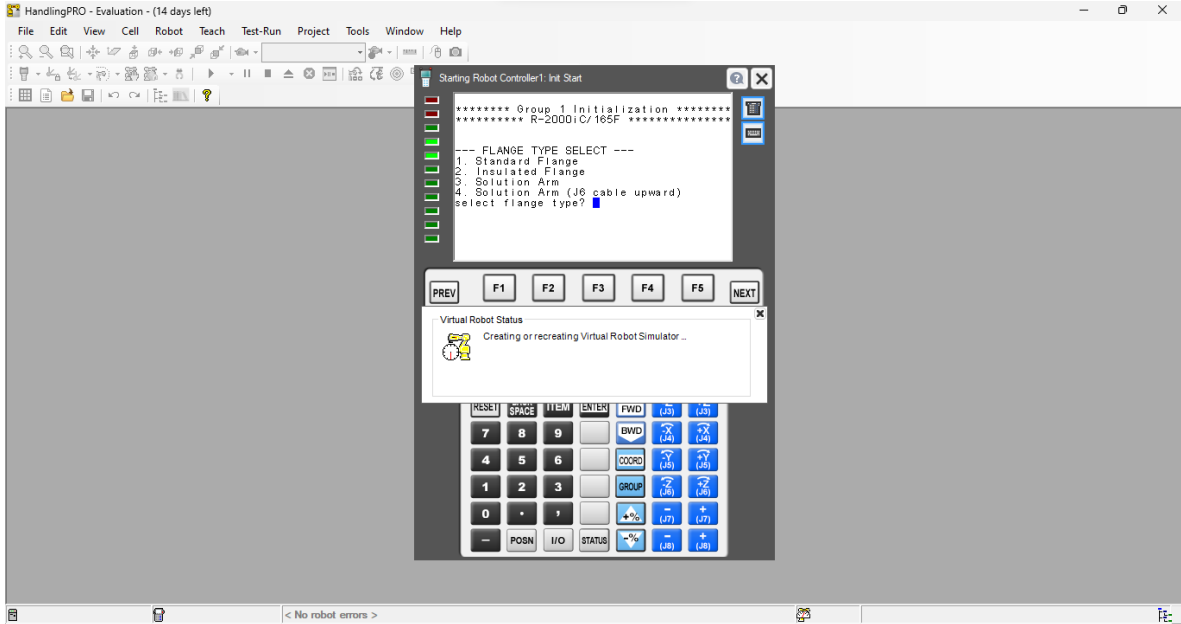 HandlingPRO - Evaluation - (14 days left)
File Edit View Cell Robot Teach Test-Run Project Tools Window Help
Starting Robot Controller1: Init Start
******** Group 1 Initialization ********
********** R-2000iC/165F ***************
--- FLANGE TYPE SELECT ---
1. Standard Flange
2. Insulated Flange
3. Solution Arm
4. Solution Arm (J6 cable upward)
select flange type?
PREV F1 F2 F3 F4 F5 NEXT
Virtual Robot Status
Creating or recreating Virtual Robot Simulator ..
RESET SPACE ITEM ENTER FWD (J3) (J3)
7 8 9 BWD -X (J4) +X (J4)
4 5 6 COORD -Y (J5) +Y (J5)
1 2 3 GROUP -Z (J6) +Z (J6)
0 . , +% - (J7) + (J7)
- POSN I/O STATUS -% - (J8) + (J8)
< No robot errors >